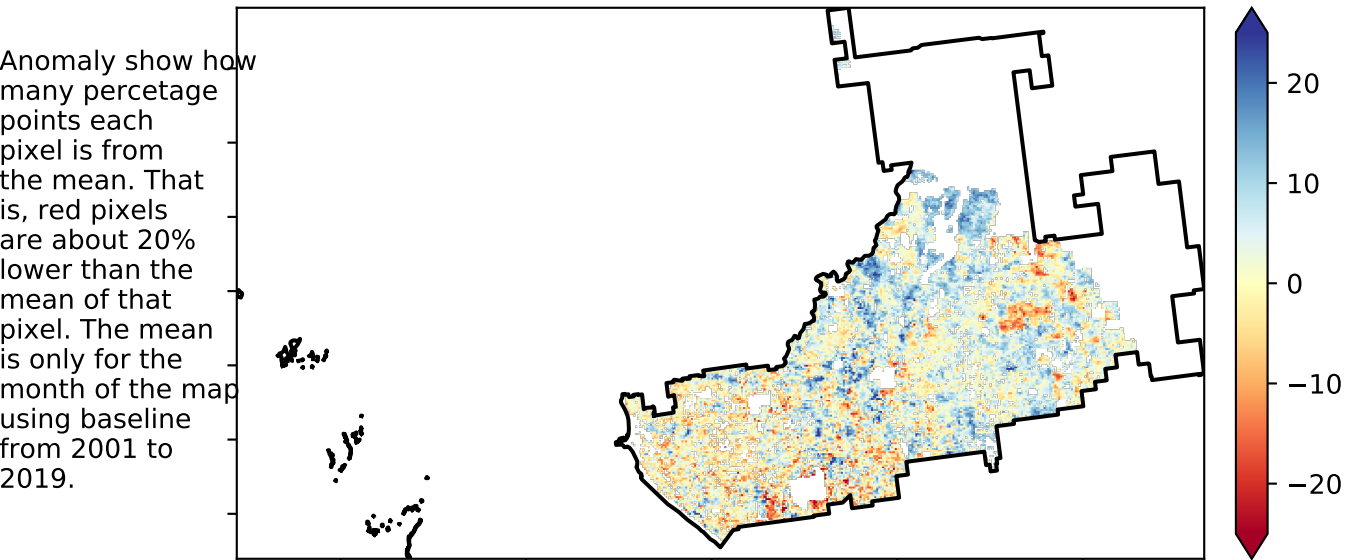 Anomaly show how
many percetage
points each
pixel is from
the mean. That
is, red pixels
are about 20%
lower than the
mean of that
pixel. The mean
is only for the
month of the map
using baseline
from 2001 to
2019.
20
10
0
−10
−20